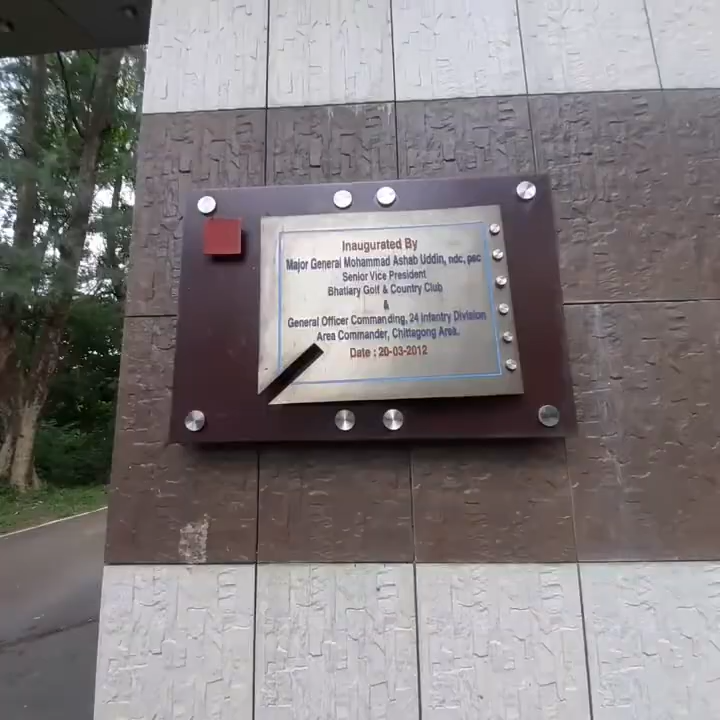 Inaugurated By
Major General Mohammad Ashab Uddin, ndc, psc
Senior Vice President
Bhatiary Golf & Country Club
&
General Officer Commanding, 24 Infantry Division
Area Commander, Chittagong Area.
Date : 20-03-2012